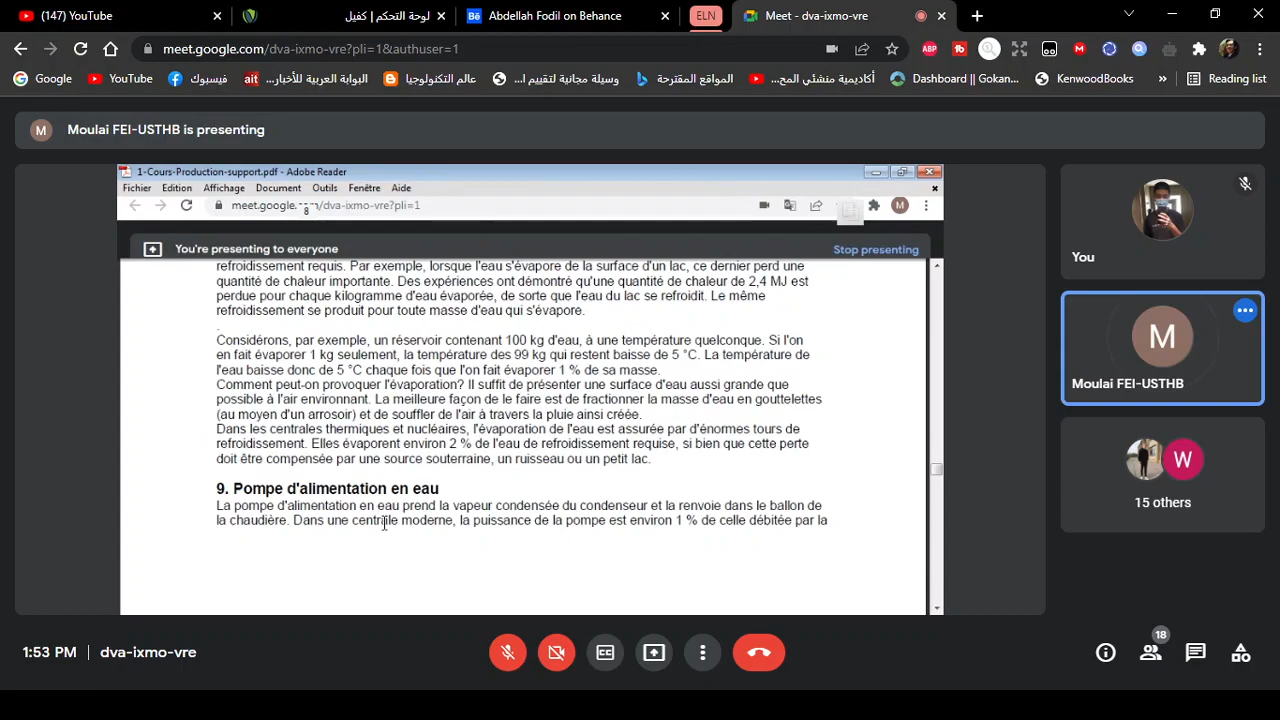 (147) YouTube
لوحة التحكم | كفيل
Bē Abdellah Fodil on Behance
ELN
Meet - dva-ixmo-vre
meet.google.com/dva-ixmo-vre?pli=1&authuser=1
ABP
Google
YouTube
فيسبوك
ait البوابة العربية للأخبار...
عالم التكنولوجيا
وسيلة مجانية لتقييم ا...
المواقع المقترحة
أكاديمية منشئي المح...
Dashboard || Gokan...
KenwoodBooks
»
Reading list
M Moulai FEI-USTHB is presenting
1-Cours-Production-support.pdf - Adobe Reader
Fichier Edition Affichage Document Outils Fenêtre Aide
meet.google.com/dva-ixmo-vre?pli=1
8
M
You're presenting to everyone
Stop presenting
refroidissement requis. Par exemple, lorsque l'eau s'évapore de la surface d'un lac, ce dernier perd une
quantité de chaleur importante. Des expériences ont démontré qu'une quantité de chaleur de 2,4 MJ est
perdue pour chaque kilogramme d'eau évaporée, de sorte que l'eau du lac se refroidit. Le même
refroidissement se produit pour toute masse d'eau qui s'évapore.
.
Considérons, par exemple, un réservoir contenant 100 kg d'eau, à une température quelconque. Si l'on
en fait évaporer 1 kg seulement, la température des 99 kg qui restent baisse de 5 °C. La température de
l'eau baisse donc de 5 °C chaque fois que l'on fait évaporer 1 % de sa masse.
Comment peut-on provoquer l'évaporation? Il suffit de présenter une surface d'eau aussi grande que
possible à l'air environnant. La meilleure façon de le faire est de fractionner la masse d'eau en gouttelettes
(au moyen d'un arrosoir) et de souffler de l'air à travers la pluie ainsi créée.
Dans les centrales thermiques et nucléaires, l'évaporation de l'eau est assurée par d'énormes tours de
refroidissement. Elles évaporent environ 2 % de l'eau de refroidissement requise, si bien que cette perte
doit être compensée par une source souterraine, un ruisseau ou un petit lac.
9. Pompe d'alimentation en eau
La pompe d'alimentation en eau prend la vapeur condensée du condenseur et la renvoie dans le ballon de
la chaudière. Dans une centrale moderne, la puissance de la pompe est environ 1 % de celle débitée par la
You
M
Moulai FEI-USTHB
W
15 others
1:53 PM | dva-ixmo-vre
CC
18